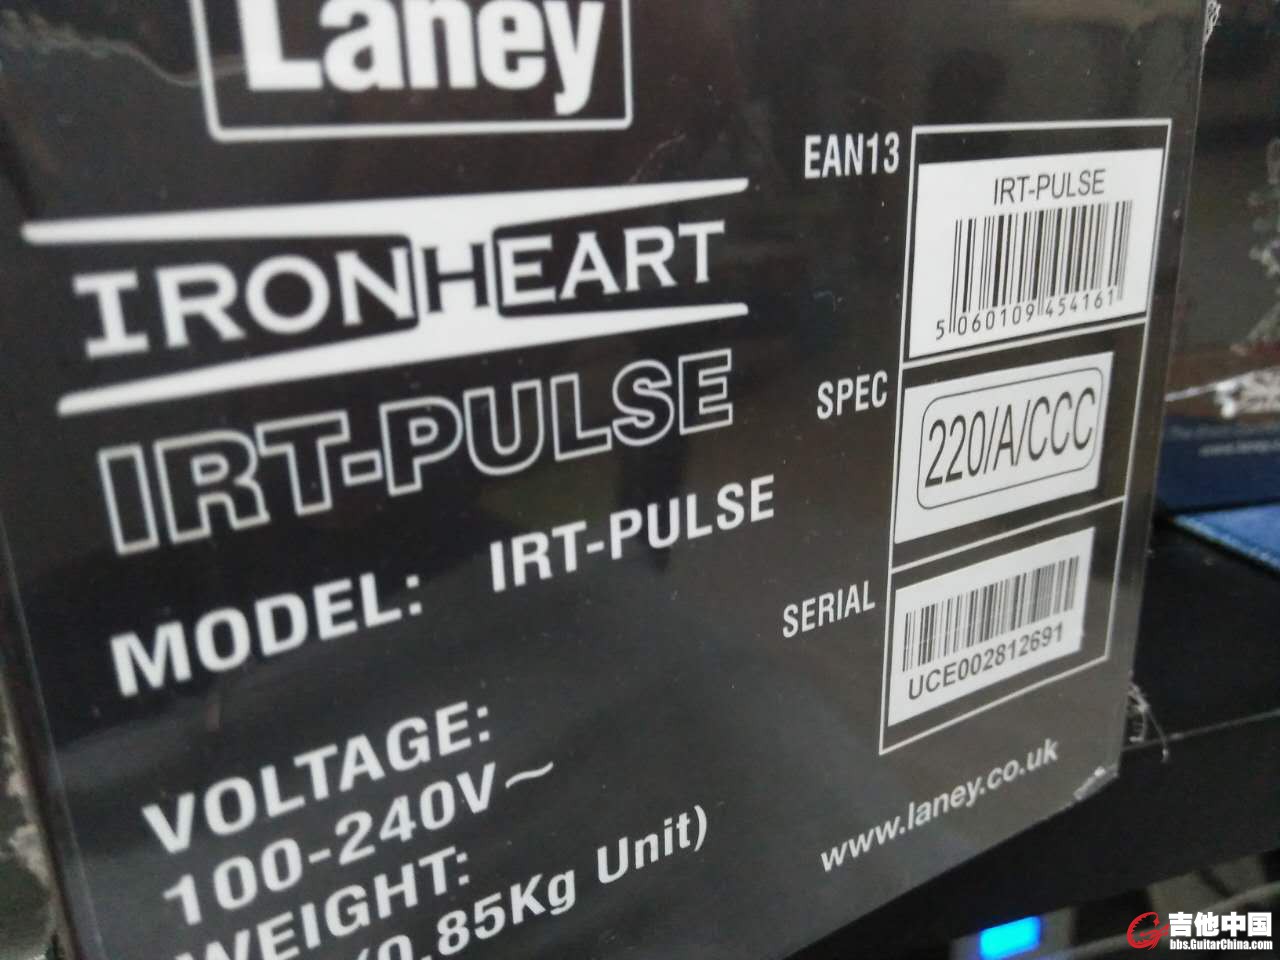 Laney
IRONHEART
IRT-PULSE
MODEL: IRT-PULSE
VOLTAGE:
100-240V~
WEIGHT:
0.85Kg Unit)
EAN13
IRT-PULSE
5 060109 454161
SPEC
220/A/CCC
SERIAL
UCE002812691
www.laney.co.uk
吉他中国
bbs.GuitarChina.com